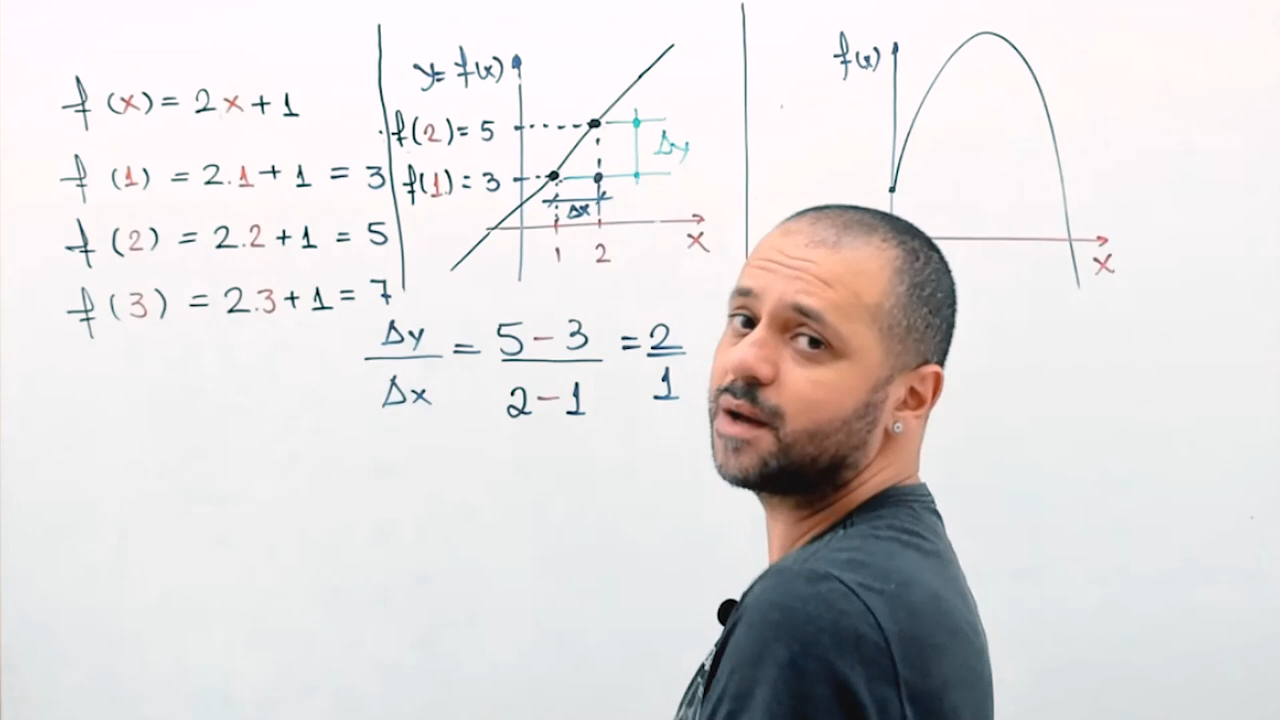 f(x) = 2x + 1
f(1) = 2.1 + 1 = 3
f(2) = 2.2 + 1 = 5
f(3) = 2.3 + 1 = 7
y = f(x)
f(2) = 5
f(1) = 3
Δy
Δx
1 2
x
Δy/Δx = 5-3/2-1 = 2/1
f(x)
x